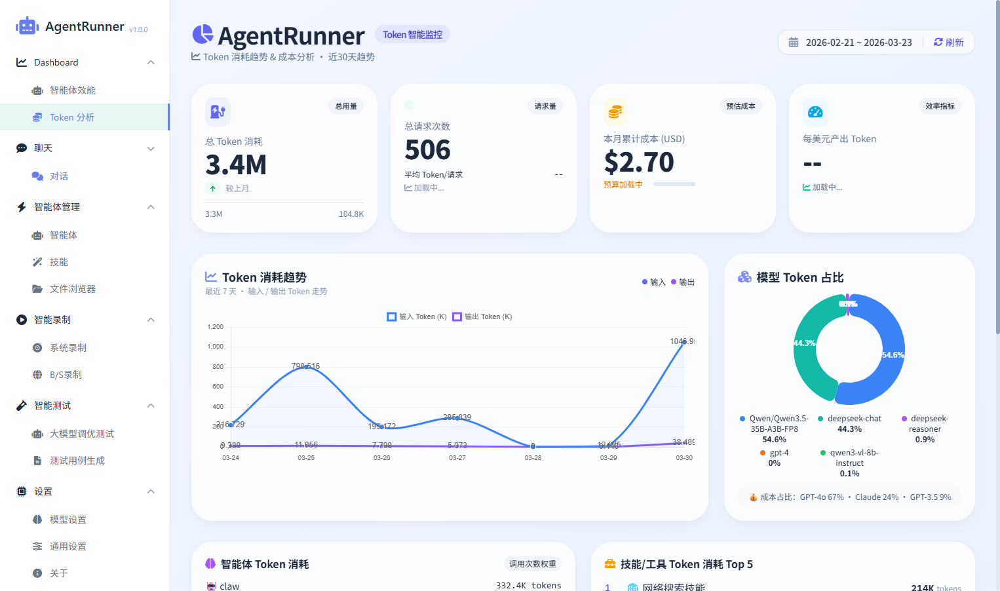 AgentRunner v1.0.0
Dashboard
智能体效能
Token 分析
聊天
对话
智能体管理
智能体
技能
文件浏览器
智能录制
系统录制
B/S录制
智能测试
大模型调优测试
测试用例生成
设置
模型设置
通用设置
关于
AgentRunner Token 智能监控
Token 消耗趋势 & 成本分析 · 近30天趋势
2026-02-21 ~ 2026-03-23 刷新
总用量
总 Token 消耗
3.4M
较上月
3.3M 104.8K
请求量
总请求次数
506
平均 Token/请求 --
加载中...
预估成本
本月累计成本 (USD)
$2.70
预算加载中
效率指标
每美元产出 Token
--
加载中...
Token 消耗趋势
最近 7 天 · 输入 / 输出 Token 走势
输入 输出
输入 Token (K) 输出 Token (K)
1,200
1,000
800
600
400
200
0
216.729
798.516
199.172
285.839
0
9.388
11.056
7.798
5.073
38.489
03-24 03-25 03-26 03-27 03-28 03-29 03-30
模型 Token 占比
44.3%
54.6%
Qwen/Qwen3.5-35B-A3B-FP8
54.6%
deepseek-chat
44.3%
deepseek-reasoner
0.9%
gpt-4
0%
qwen3-vl-8b-instruct
0.1%
成本占比：GPT-4o 67% · Claude 24% · GPT-3.5 9%
智能体 Token 消耗 调用次数权重
claw 332.4K tokens
技能/工具 Token 消耗 Top 5
1 网络搜索技能 214K tokens